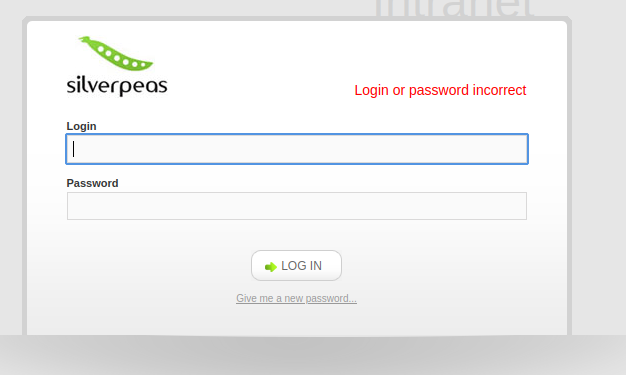 Intranet
silverpeas
Login or password incorrect
Login
Password
LOG IN
Give me a new password...